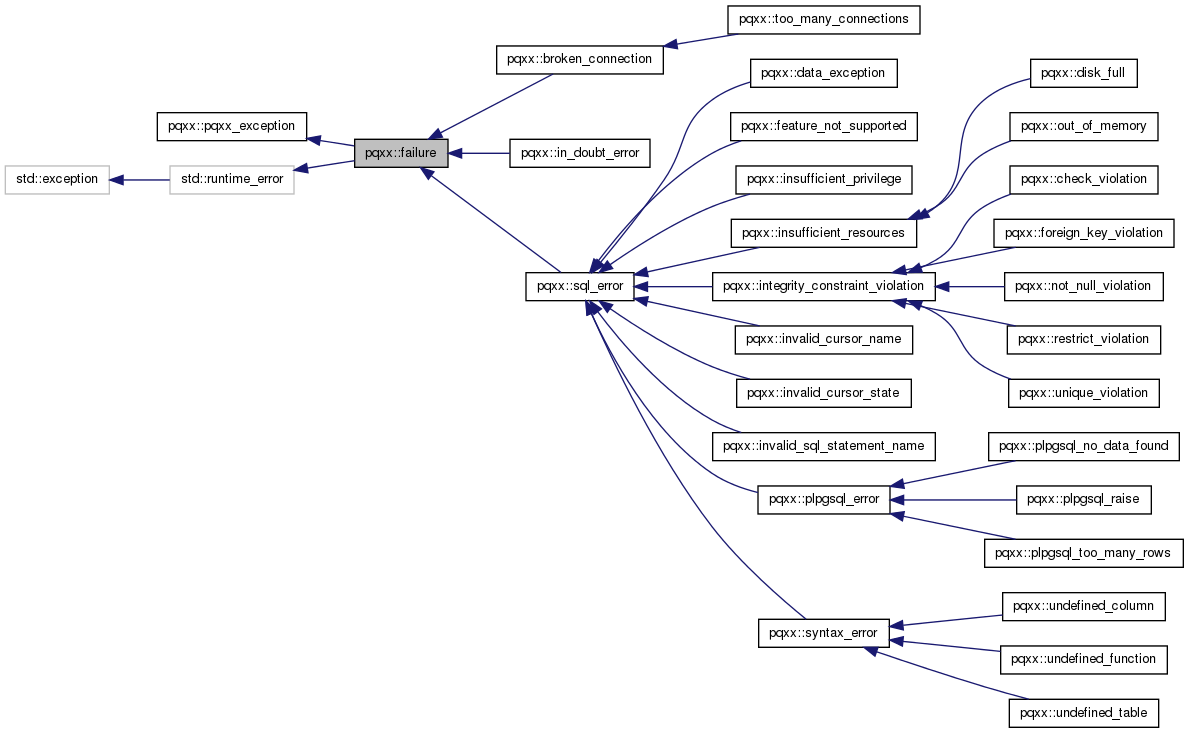 pqxx::too_many_connections
pqxx::broken_connection
pqxx::data_exception
pqxx::disk_full
pqxx::pqxx_exception
pqxx::feature_not_supported
pqxx::out_of_memory
pqxx::failure
pqxx::in_doubt_error
std::exception
std::runtime_error
pqxx::insufficient_privilege
pqxx::check_violation
pqxx::insufficient_resources
pqxx::foreign_key_violation
pqxx::sql_error
pqxx::integrity_constraint_violation
pqxx::not_null_violation
pqxx::invalid_cursor_name
pqxx::restrict_violation
pqxx::invalid_cursor_state
pqxx::unique_violation
pqxx::invalid_sql_statement_name
pqxx::plpgsql_no_data_found
pqxx::plpgsql_error
pqxx::plpgsql_raise
pqxx::plpgsql_too_many_rows
pqxx::undefined_column
pqxx::syntax_error
pqxx::undefined_function
pqxx::undefined_table